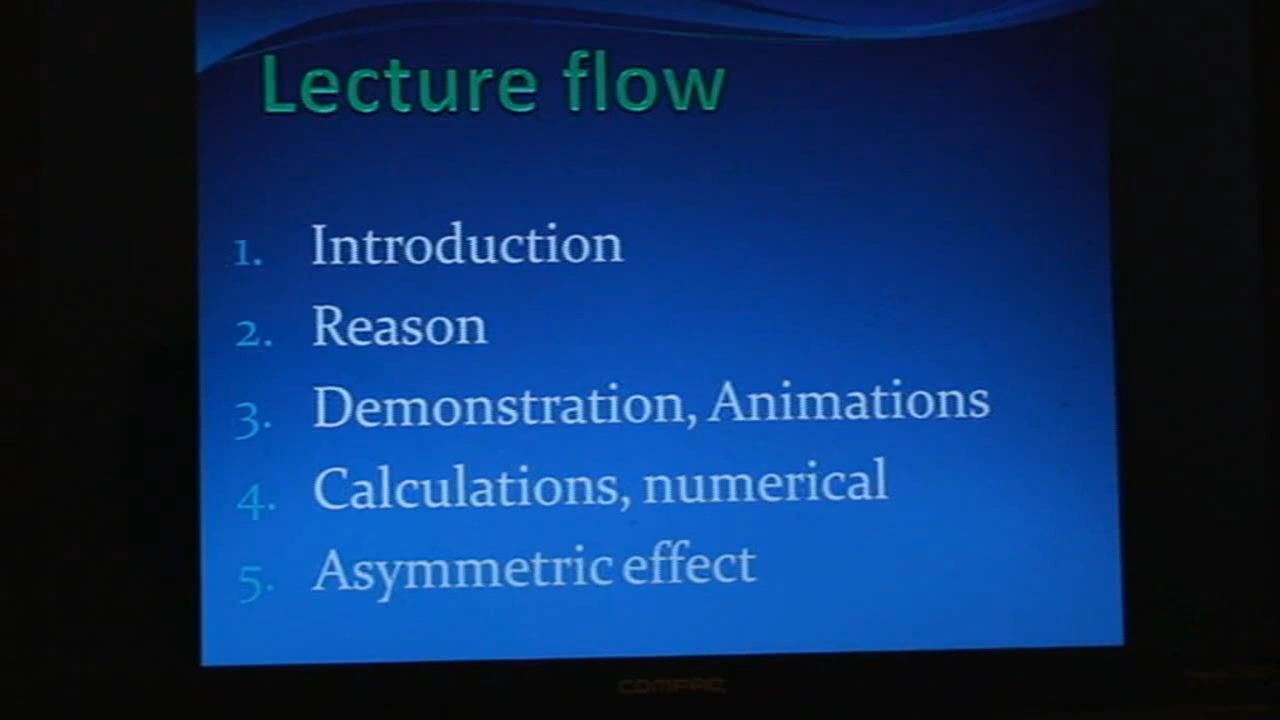 Lecture flow
1. Introduction
2. Reason
3. Demonstration, Animations
4. Calculations, numerical
5. Asymmetric effect
COMPAQ